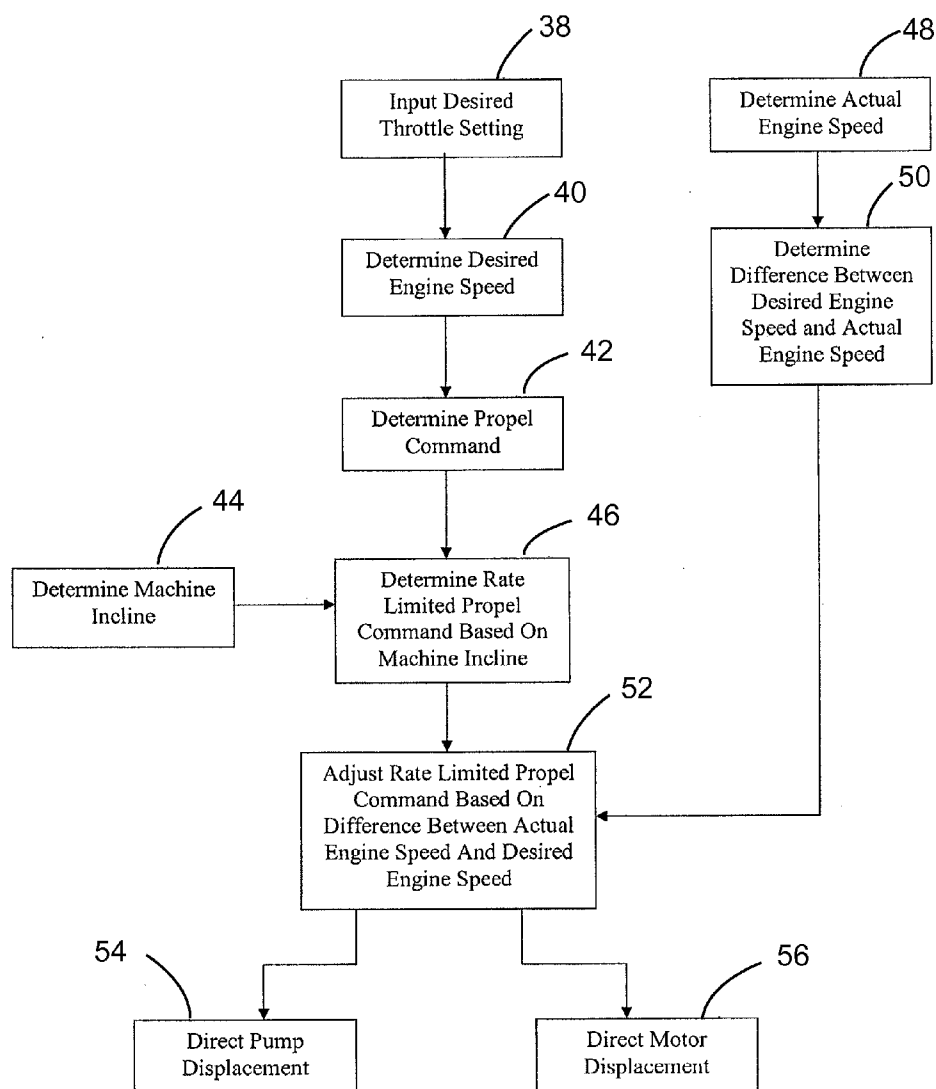 38
Input Desired
Throttle Setting
48
Determine Actual
Engine Speed
40
Determine Desired
Engine Speed
50
Determine
Difference Between
Desired Engine
Speed and Actual
Engine Speed
42
Determine Propel
Command
44
Determine Machine
Incline
46
Determine Rate
Limited Propel
Command Based On
Machine Incline
52
Adjust Rate Limited Propel
Command Based On
Difference Between Actual
Engine Speed And Desired
Engine Speed
54
Direct Pump
Displacement
56
Direct Motor
Displacement